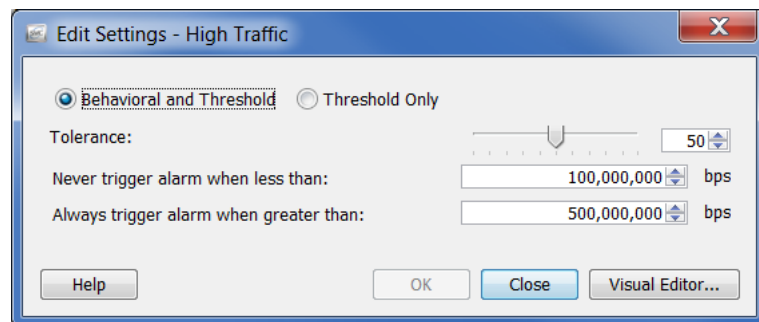 Edit Settings - High Traffic
X
Behavioral and Threshold Threshold Only
Tolerance: 50
Never trigger alarm when less than: 100,000,000 bps
Always trigger alarm when greater than: 500,000,000 bps
Help OK Close Visual Editor...